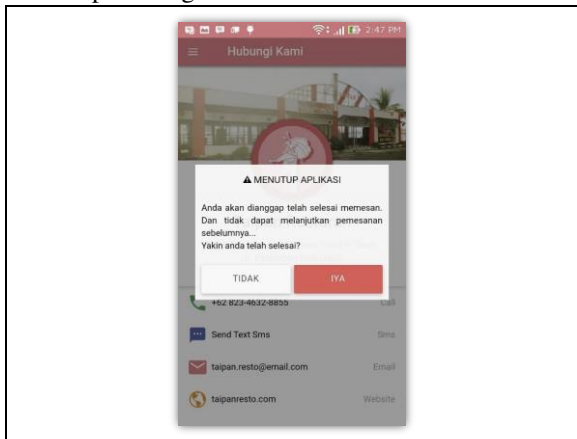 2:47 PM
Hubungi Kami
MENUTUP APLIKASI
Anda akan dianggap telah selesai memesan.
Dan tidak dapat melanjutkan pemesanan
sebelumnya...
Yakin anda telah selesai?
TIDAK IYA
+62 823-4632-8855 Call
Send Text Sms Sms
taipan.resto@email.com Email
taipanresto.com Website